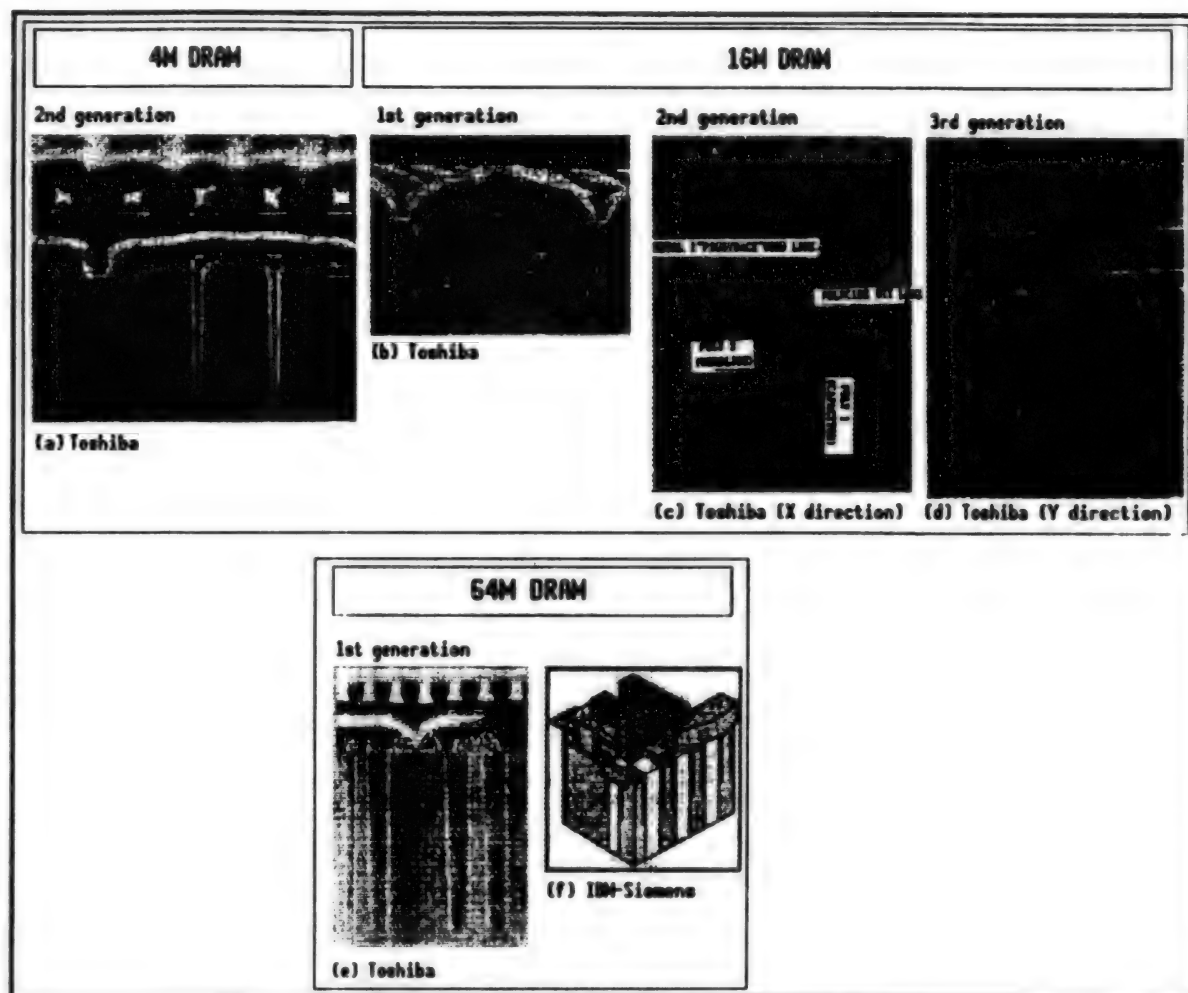 4M DRAM
16M DRAM
2nd generation
1st generation
2nd generation
3rd generation
(a) Toshiba
(b) Toshiba
(c) Toshiba (X direction)
(d) Toshiba (Y direction)
64M DRAM
1st generation
(e) Toshiba
(f) IBM-Siemens